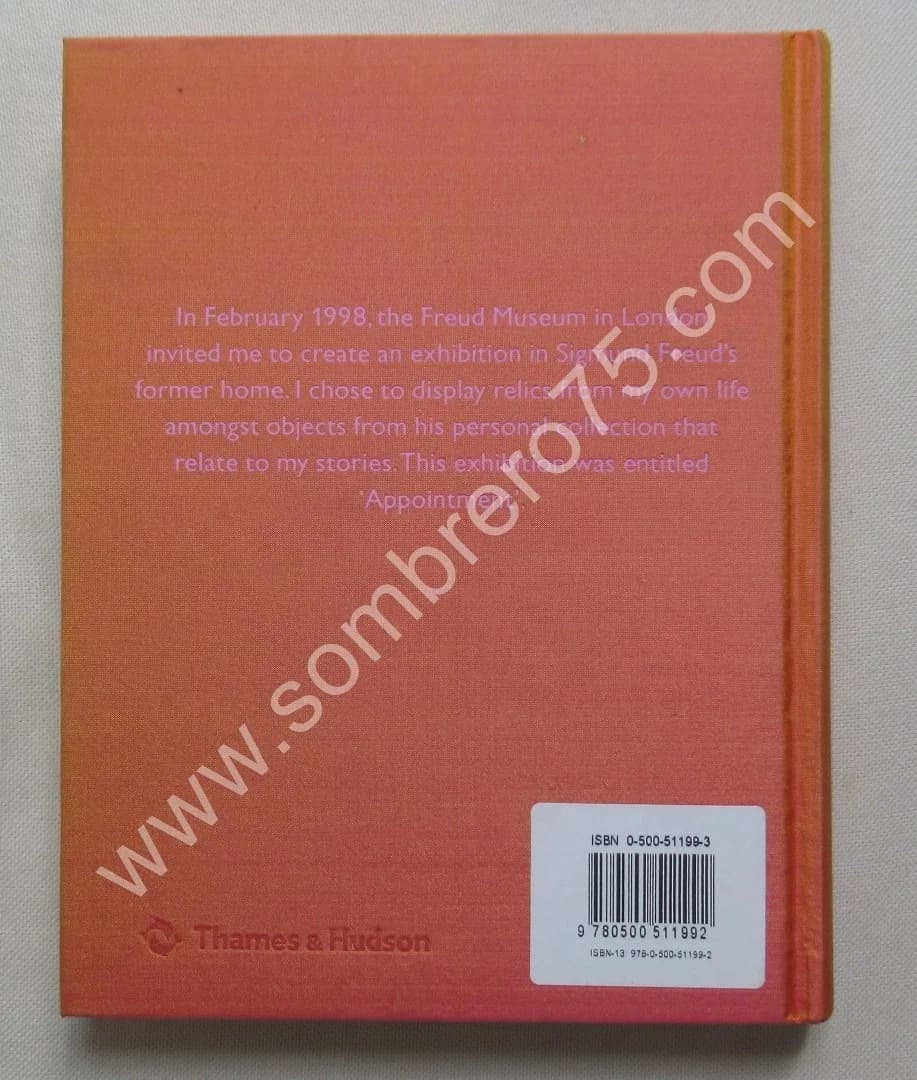 In February 1998, the Freud Museum in London
invited me to create an exhibition in Sigmund Freud's
former home. I chose to display relics from my own life
amongst objects from his personal collection that
relate to my stories. This exhibition was entitled
'Appointment'.
www.sombrero75.com
Thames & Hudson
ISBN 0-500-51199-3
9 780500 511992
ISBN-13: 978-0-500-51199-2